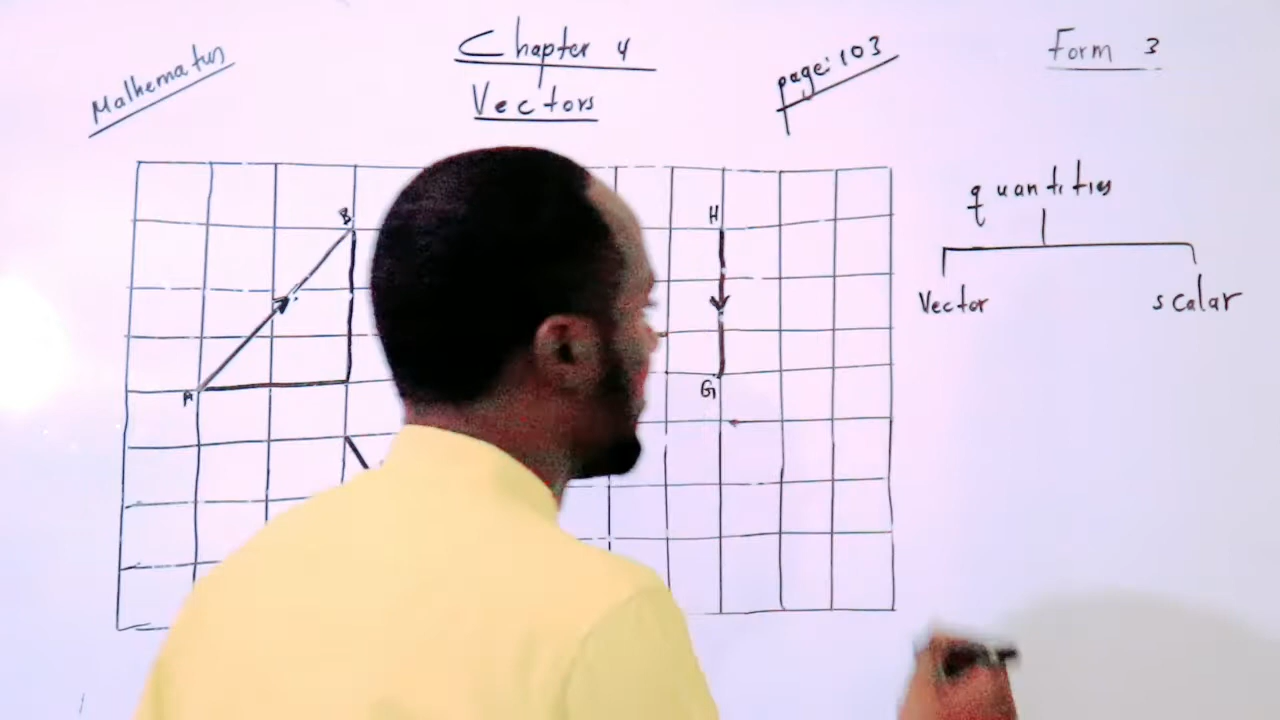 Mathematics
Chapter 4
Vectors
page: 103
Form 3
quantities
Vector
scalar
B
A
H
G